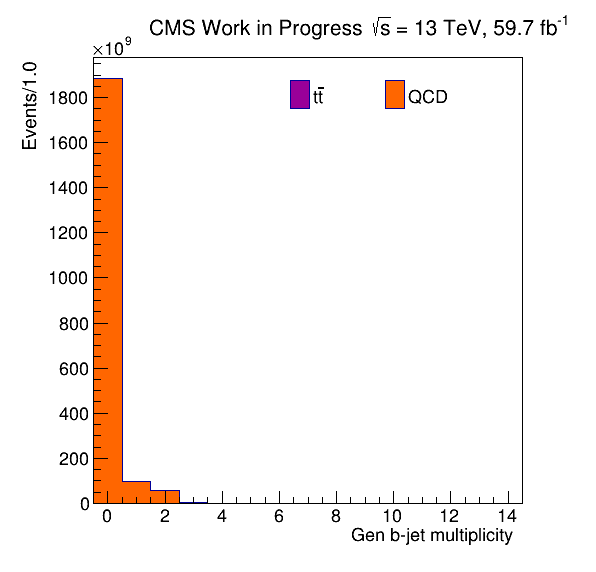 CMS Work in Progress √s = 13 TeV, 59.7 fb⁻¹
×10⁹
Events/1.0
tt̅
QCD
1800
1600
1400
1200
1000
800
600
400
200
0
0 2 4 6 8 10 12 14
Gen b-jet multiplicity